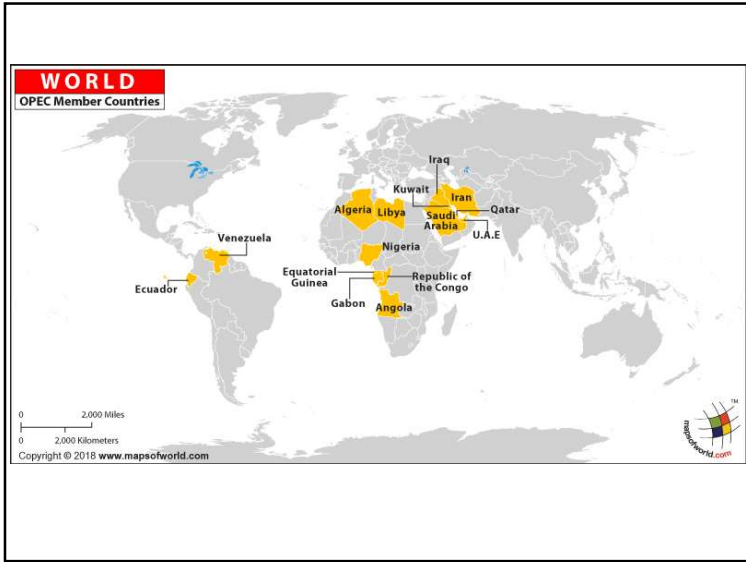 WORLD
OPEC Member Countries
Iraq
Kuwait
Iran
Algeria
Libya
Saudi
Arabia
Qatar
U.A.E
Venezuela
Nigeria
Ecuador
Equatorial
Guinea
Republic of
the Congo
Gabon
Angola
0 2,000 Miles
0 2,000 Kilometers
Copyright © 2018 www.mapsofworld.com
TM
mapsofworld.com